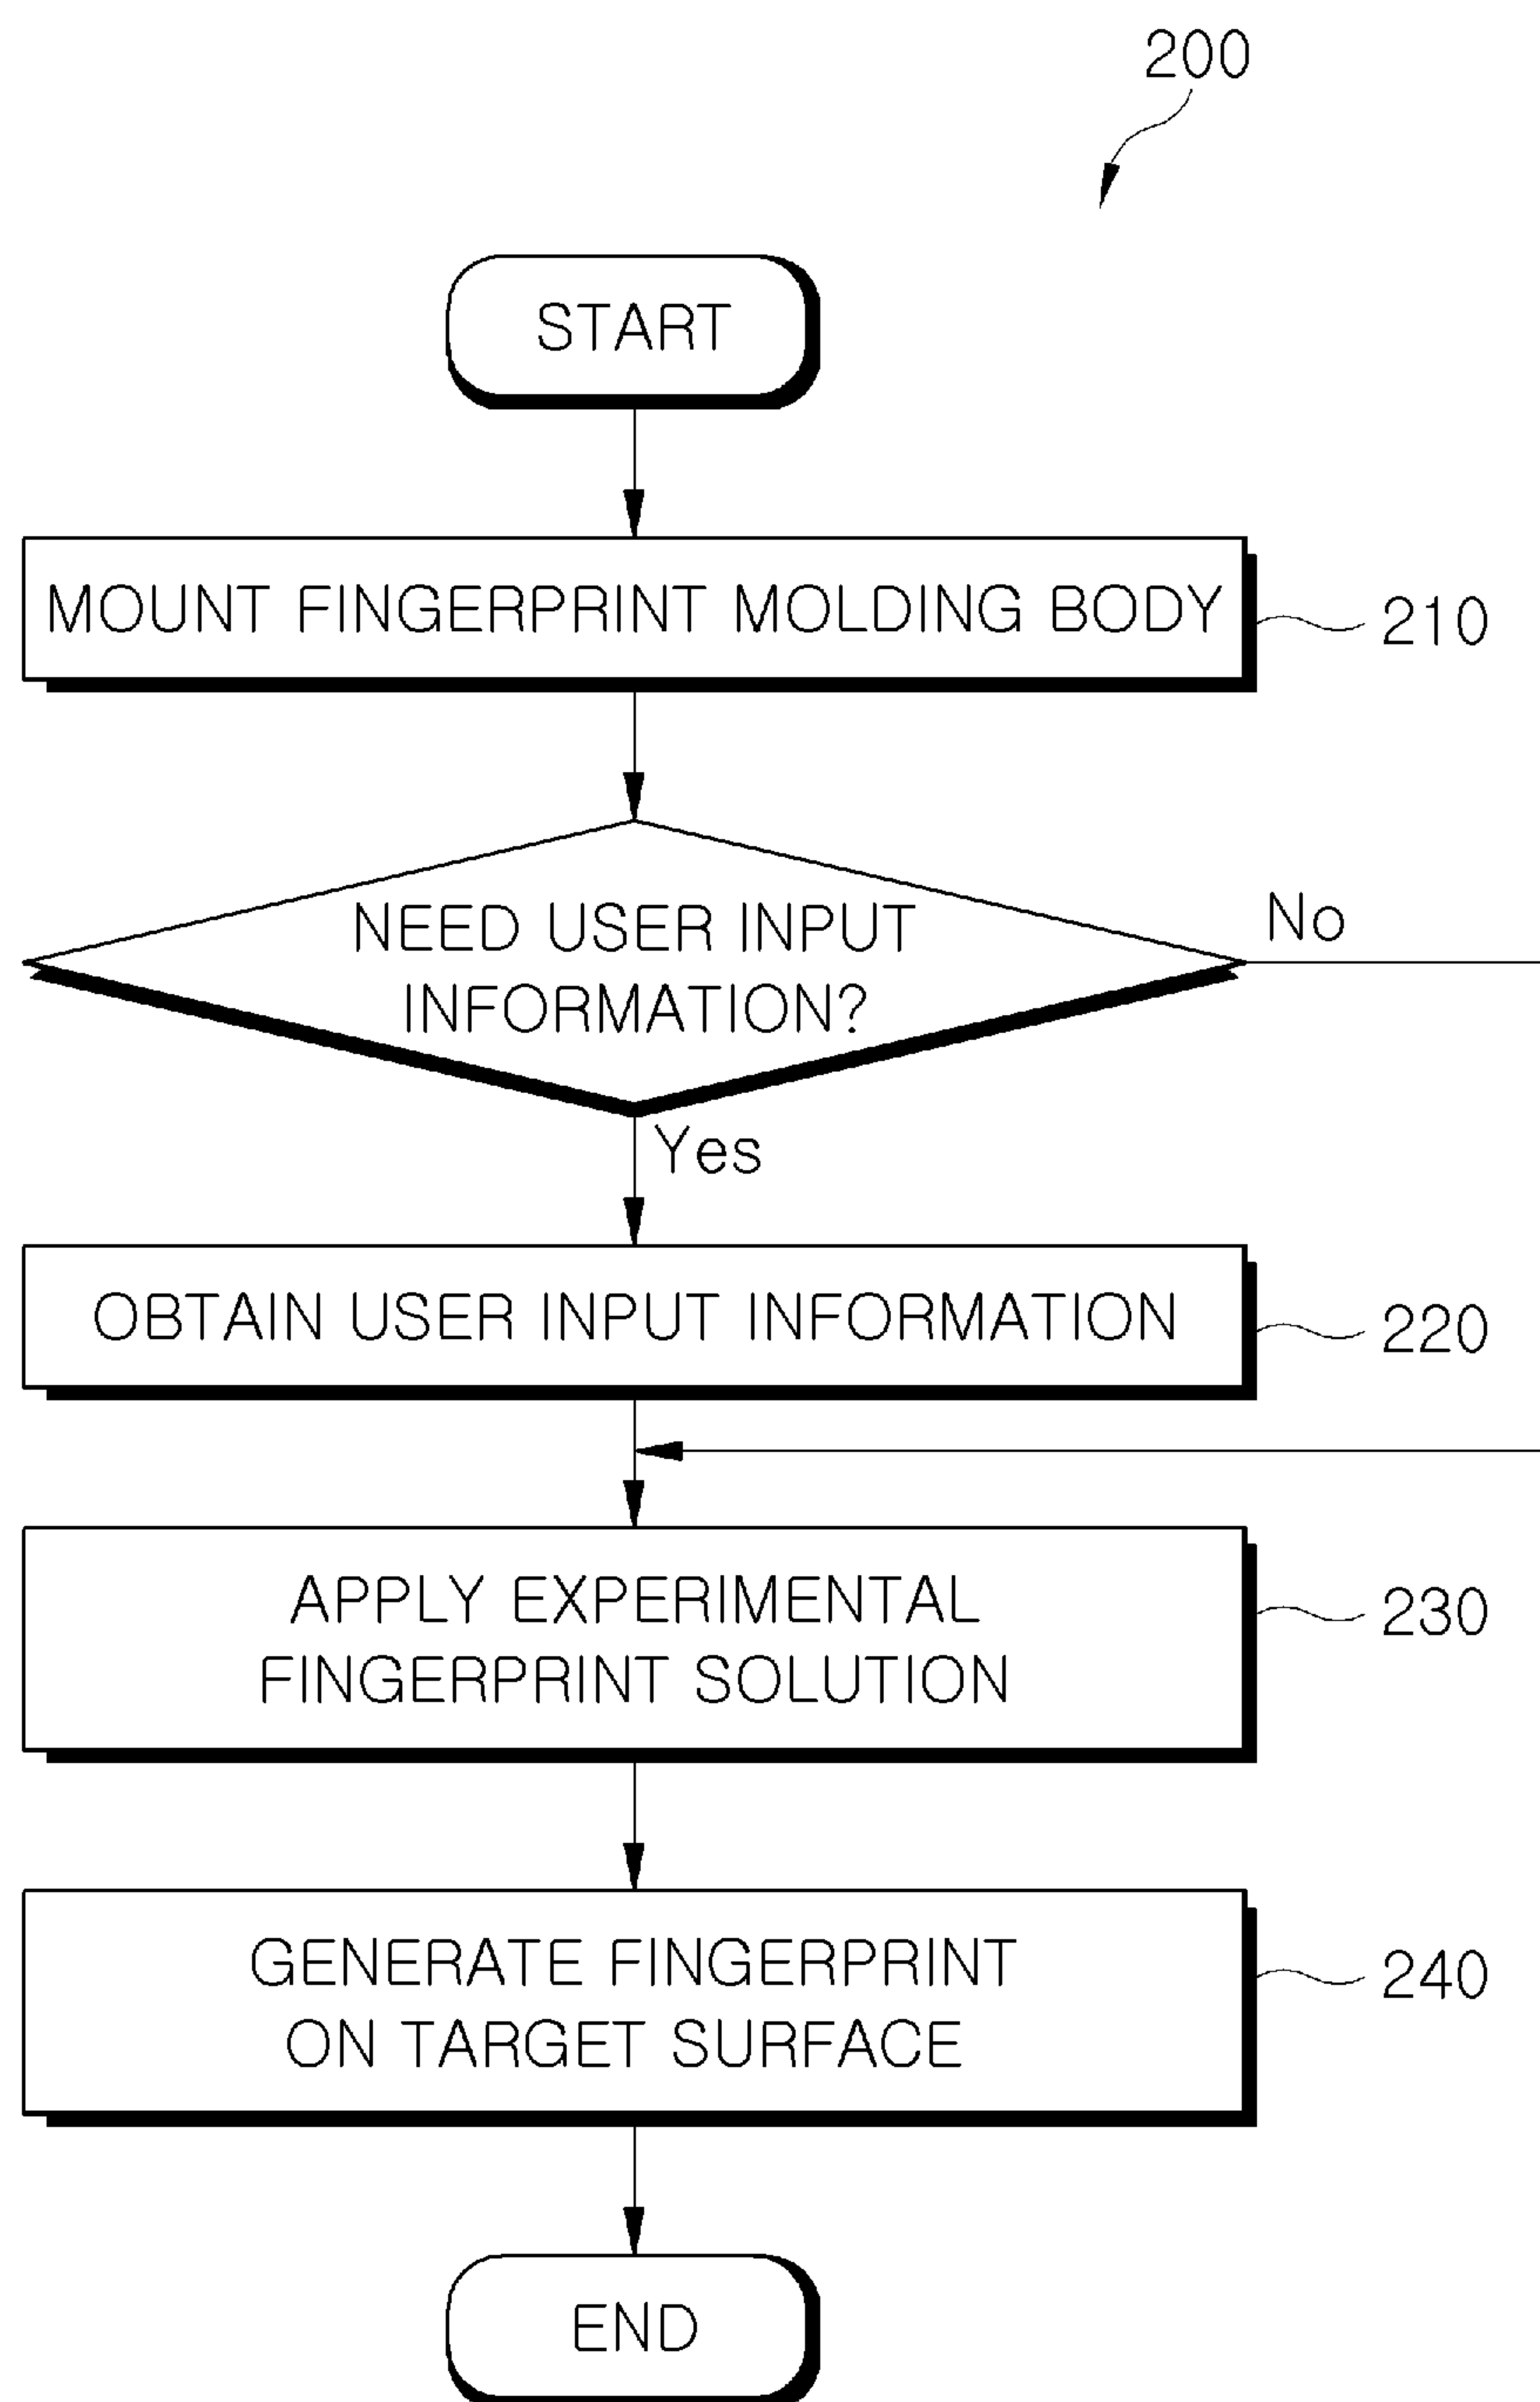 200
START
MOUNT FINGERPRINT MOLDING BODY
210
NEED USER INPUT
INFORMATION?
No
Yes
OBTAIN USER INPUT INFORMATION
220
APPLY EXPERIMENTAL
FINGERPRINT SOLUTION
230
GENERATE FINGERPRINT
ON TARGET SURFACE
240
END